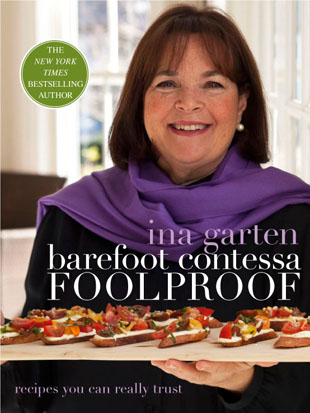 THE
NEW YORK
TIMES
BESTSELLING
AUTHOR
ina garten
barefoot contessa
FOOLPROOF
recipes you can really trust